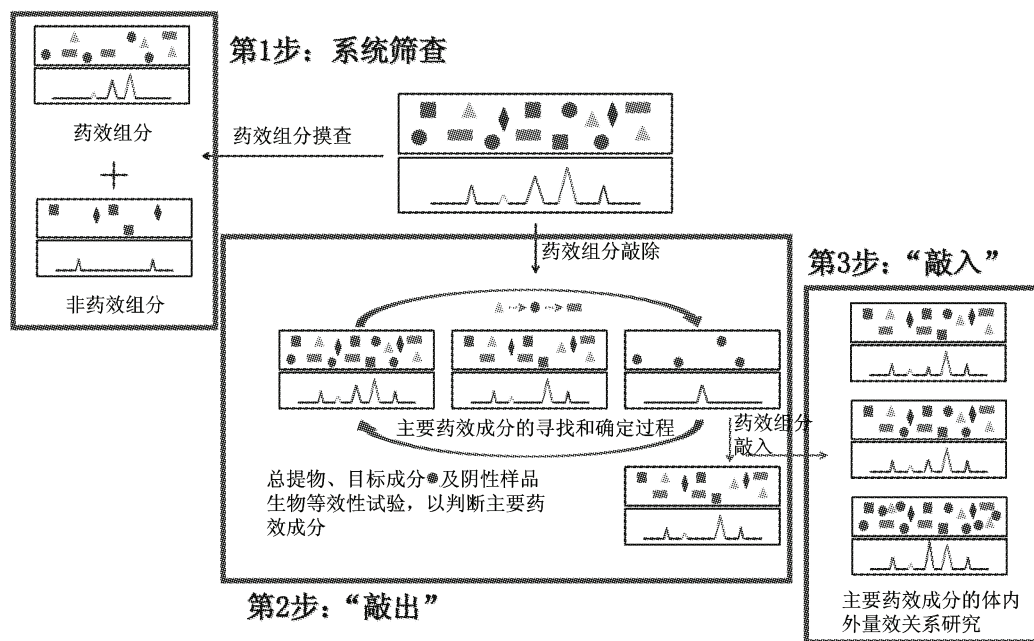 第1步：系统筛查
药效组分
药效组分摸查
非药效组分
药效组分敲除
第3步：“敲入”
主要药效成分的寻找和确定过程
药效组分
敲入
总提物、目标成分●及阴性样品
生物等效性试验，以判断主要药
效成分
第2步：“敲出”
主要药效成分的体内
外量效关系研究